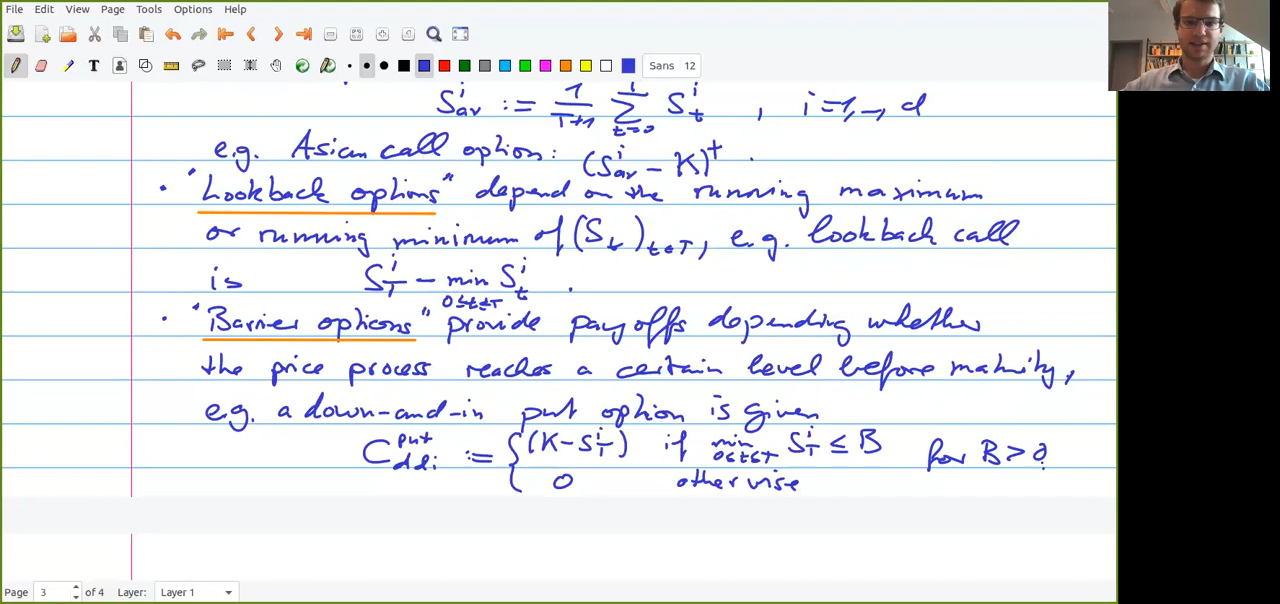 File Edit View Page Tools Options Help
T Sans 12
S^i_av := 1/(T+1) Σ_{t=0}^T S^i_t , i=1,…, d
e.g. Asian call option: (S^i_av − K)^+ .
· "Lookback options" depend on the running maximum
or running minimum of (S_t)_{t∈T}, e.g. lookback call
is S^i_T − min_{0≤t≤T} S^i_t .
· "Barrier options" provide payoffs depending whether
the price process reaches a certain level before maturity,
e.g. a down-and-in put option is given
C^put_d&i := { (K−S^i_T) if min_{0≤t≤T} S^i_T ≤ B for B > 0.
0 otherwise
Page 3 of 4 Layer: Layer 1